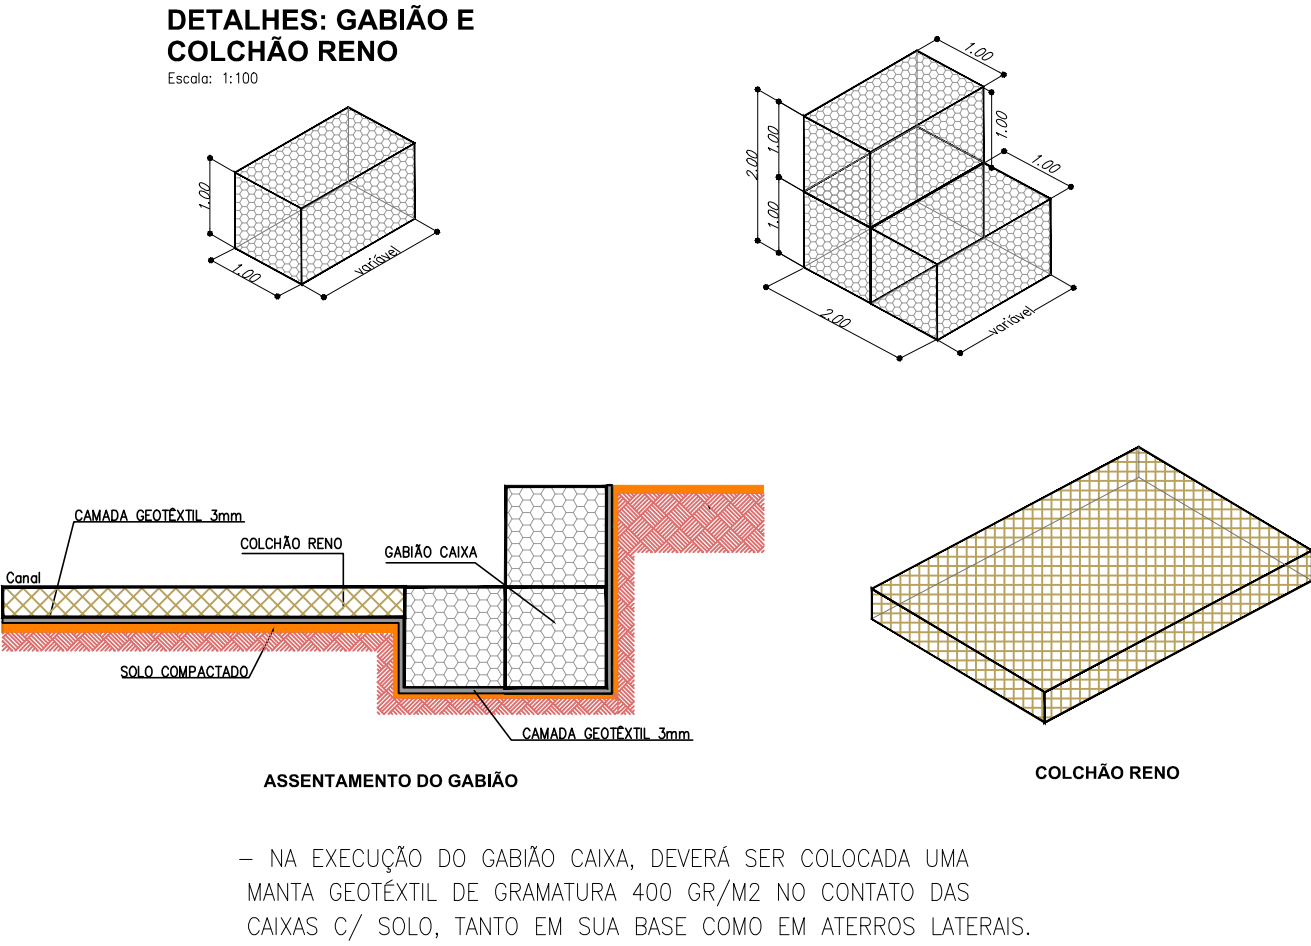 DETALHES: GABIÃO E
COLCHÃO RENO
Escala: 1:100
1.00
1.00
variável
1.00
1.00
2.00
1.00
1.00
1.00
2.00
variável
CAMADA GEOTÊXTIL 3mm
COLCHÃO RENO
GABIÃO CAIXA
Canal
SOLO COMPACTADO
CAMADA GEOTÊXTIL 3mm
ASSENTAMENTO DO GABIÃO
COLCHÃO RENO
– NA EXECUÇÃO DO GABIÃO CAIXA, DEVERÁ SER COLOCADA UMA
MANTA GEOTÉXTIL DE GRAMATURA 400 GR/M2 NO CONTATO DAS
CAIXAS C/ SOLO, TANTO EM SUA BASE COMO EM ATERROS LATERAIS.